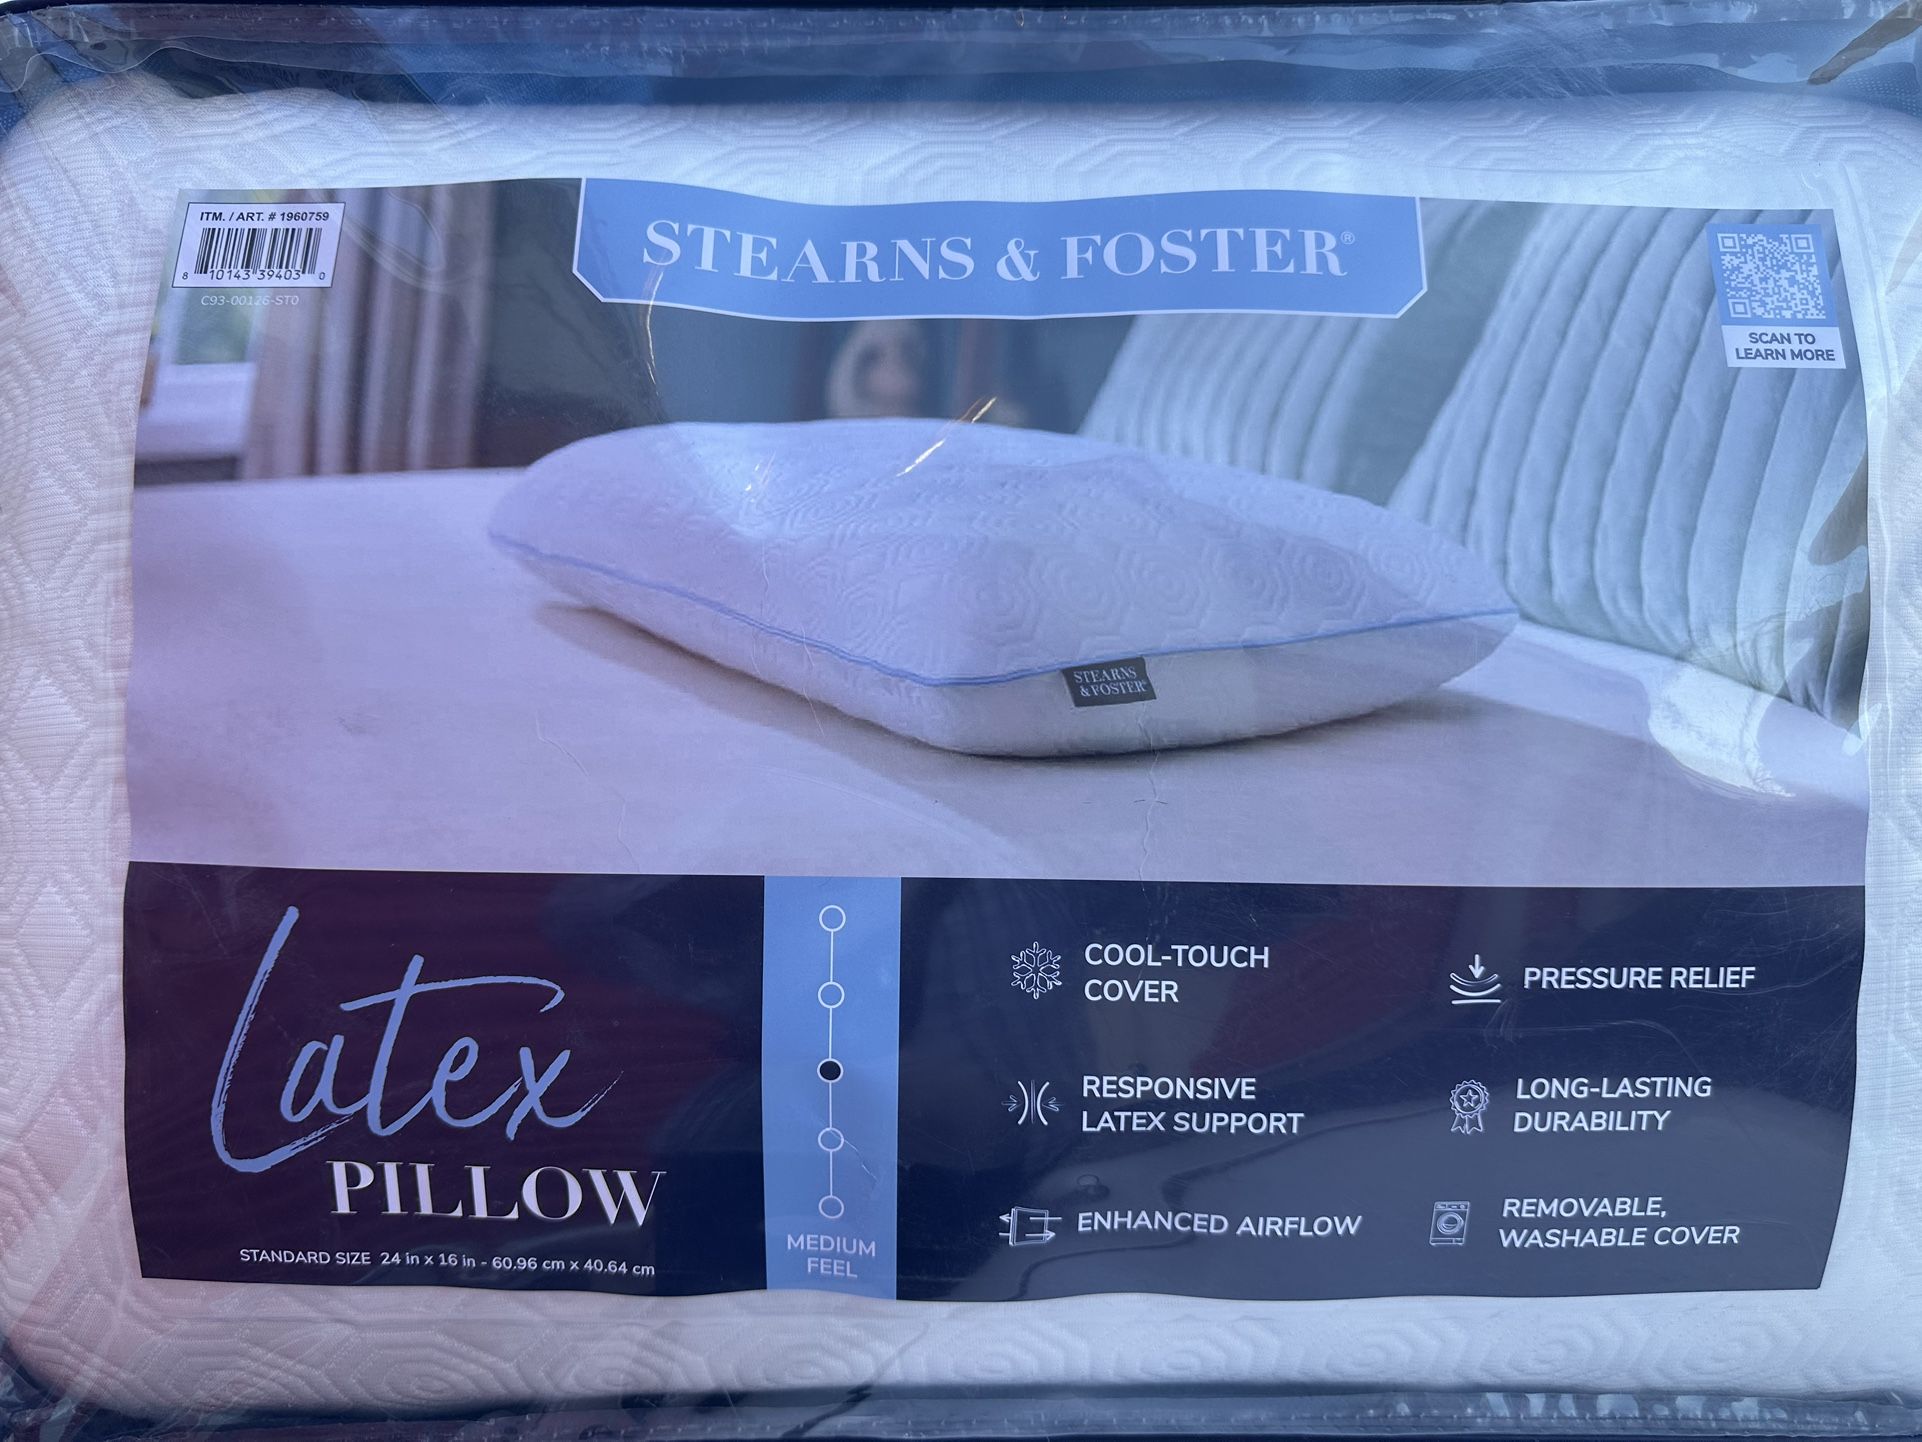 ITM. / ART. # 1960759
8 10143 39403 0
C93-00126-ST0
STEARNS & FOSTER®
SCAN TO
LEARN MORE
STEARNS
& FOSTER®
Latex
PILLOW
STANDARD SIZE 24 in x 16 in - 60.96 cm x 40.64 cm
MEDIUM
FEEL
COOL-TOUCH
COVER
RESPONSIVE
LATEX SUPPORT
ENHANCED AIRFLOW
PRESSURE RELIEF
LONG-LASTING
DURABILITY
REMOVABLE,
WASHABLE COVER